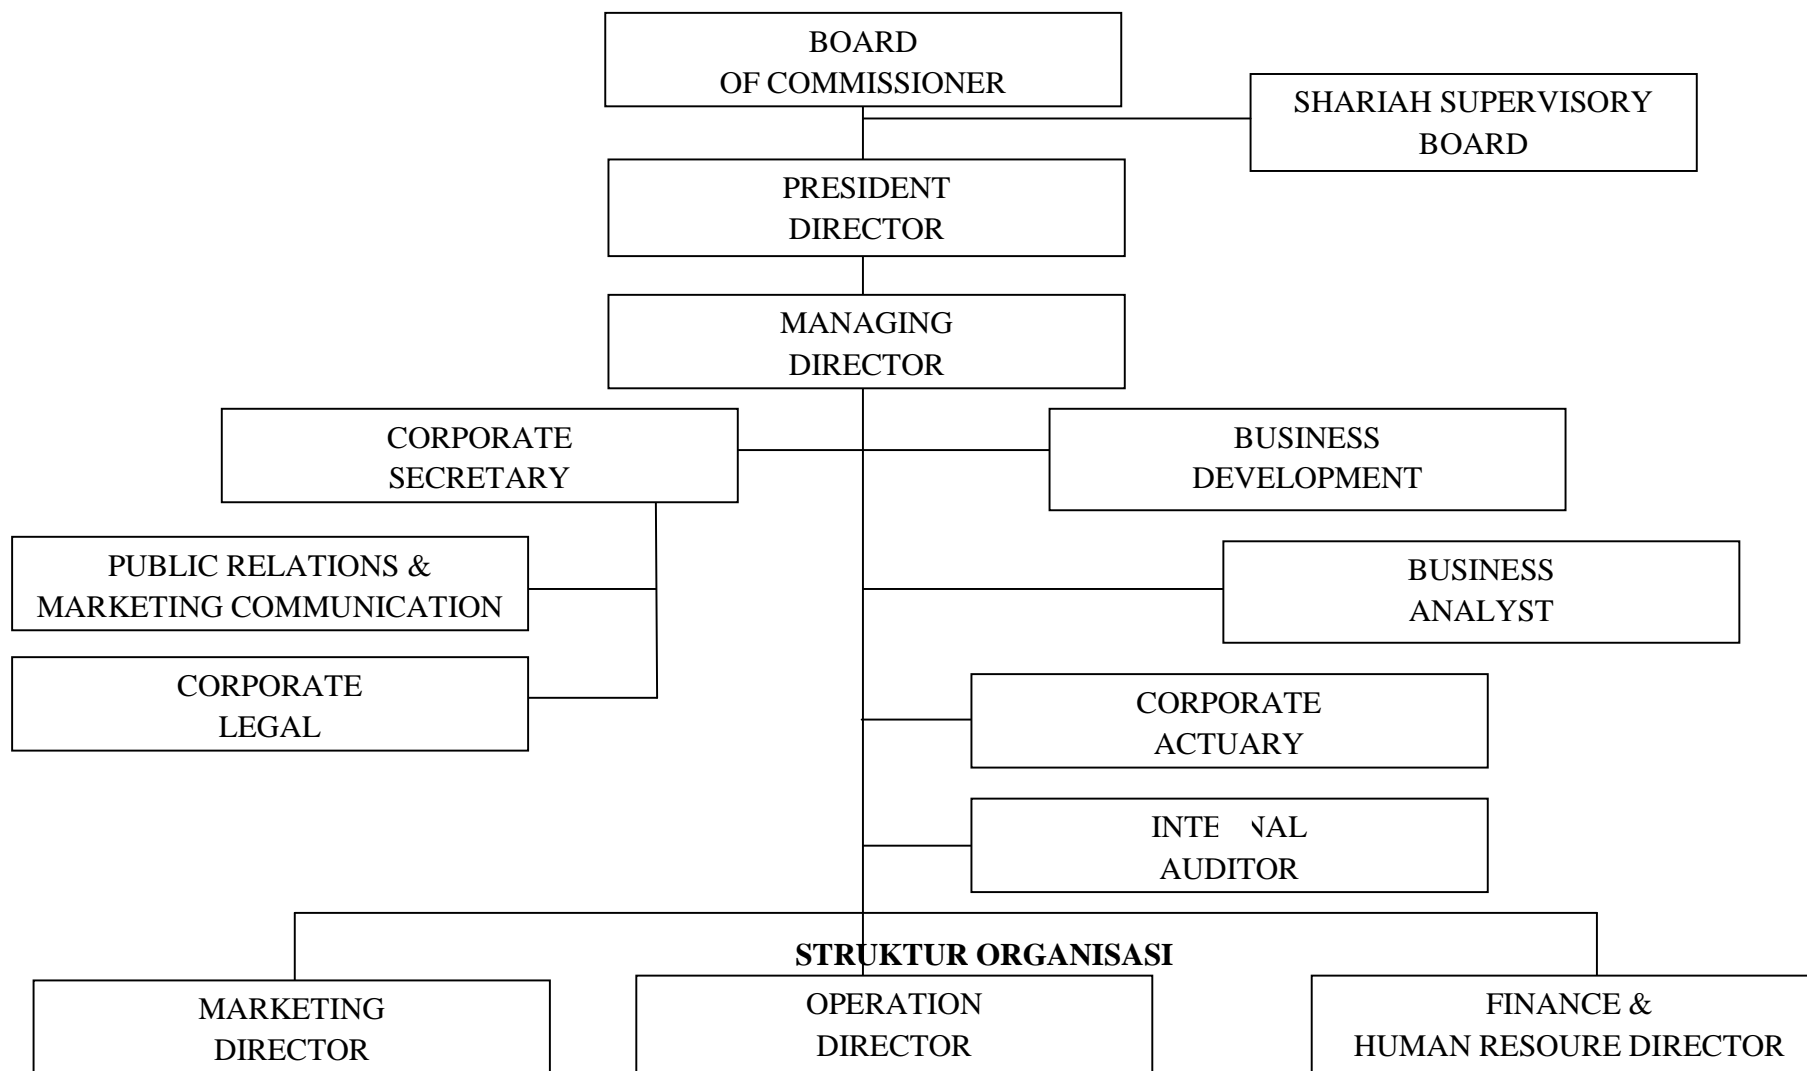 BOARD
OF COMMISSIONER
SHARIAH SUPERVISORY
BOARD
PRESIDENT
DIRECTOR
MANAGING
DIRECTOR
CORPORATE
SECRETARY
BUSINESS
DEVELOPMENT
PUBLIC RELATIONS &
MARKETING COMMUNICATION
BUSINESS
ANALYST
CORPORATE
LEGAL
CORPORATE
ACTUARY
AUDITOR
STRUKTUR ORGANISASI
MARKETING
DIRECTOR
OPERATION
DIRECTOR
FINANCE &
HUMAN RESOURE DIRECTOR